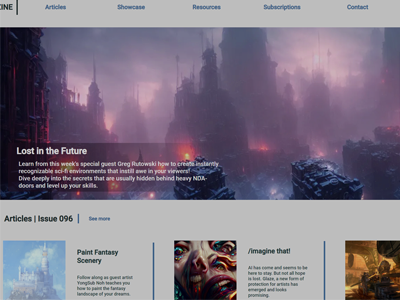 ZINE
Articles
Showcase
Resources
Subscriptions
Contact
Lost in the Future
Learn from this week's special guest Greg Rutowski how to create instantly
recognizable sci-fi environments that instill awe in your viewers!
Dive deeply into the secrets that are usually hidden behind heavy NDA-
doors and level up your skills.
Articles | Issue 096
See more
Paint Fantasy
Scenery
Follow along as guest artist
YongSub Noh teaches you
how to paint the fantasy
landscape of your dreams.
/imagine that!
AI has come and seems to be
here to stay. But not all hope
is lost. Glaze, a new form of
protection for artists has
emerged and looks
promising.